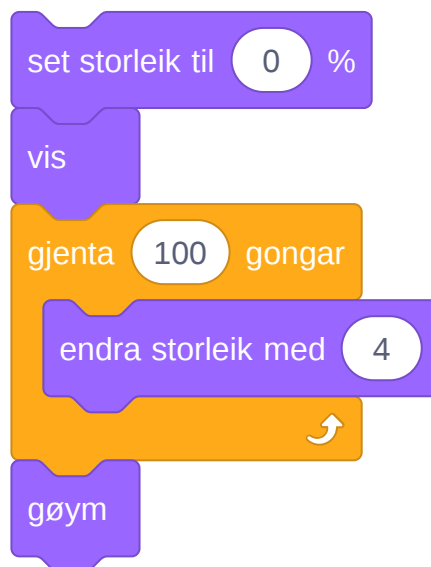 set storleik til 0 %
vis
gjenta 100 gongar
endra storleik med 4
gøym